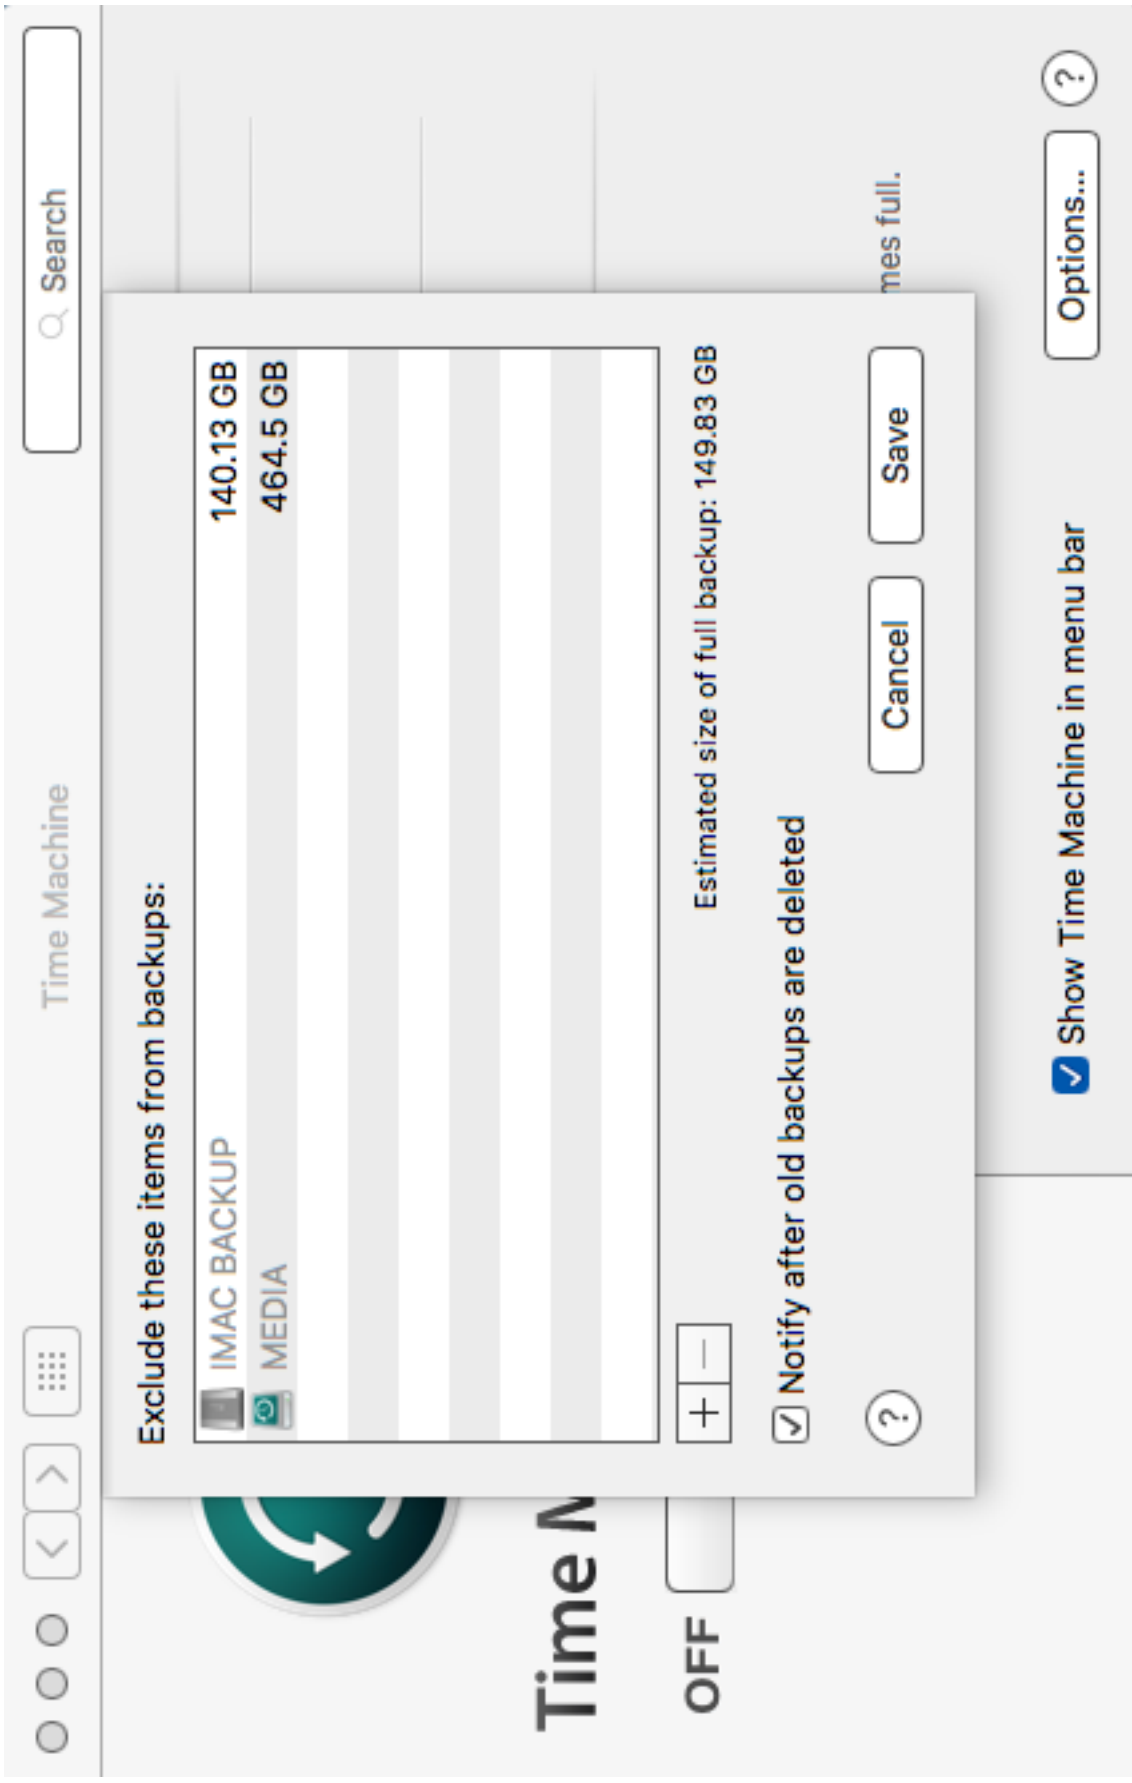 Time Machine
Search
Exclude these items from backups:
IMAC BACKUP 140.13 GB
MEDIA 464.5 GB
+ −
Estimated size of full backup: 149.83 GB
Notify after old backups are deleted
?
Cancel
Save
Time
OFF
full.
Show Time Machine in menu bar
Options...
?